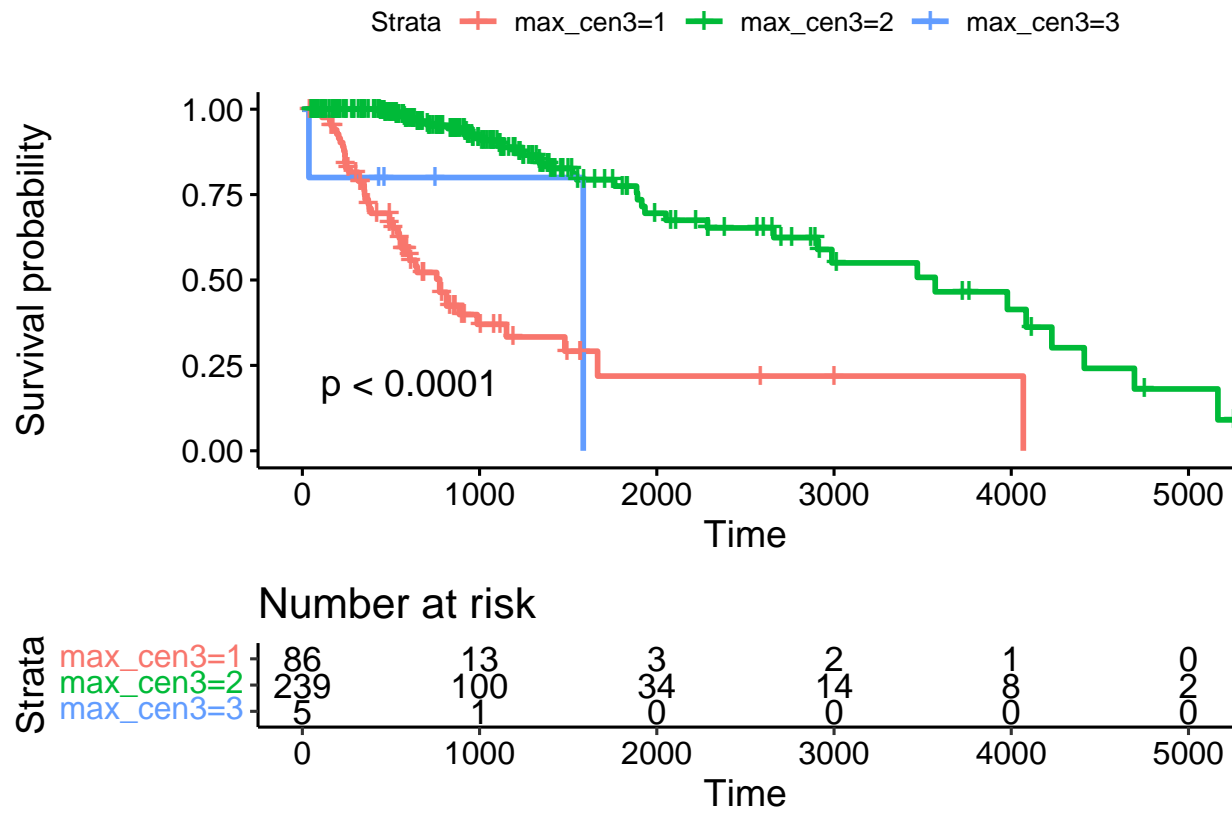 Strata max_cen3=1 max_cen3=2 max_cen3=3
Survival probability
1.00
0.75
0.50
0.25
0.00
p < 0.0001
0 1000 2000 3000 4000 5000
Time
Number at risk
Strata
max_cen3=1 86 13 3 2 1 0
max_cen3=2 239 100 34 14 8 2
max_cen3=3 5 1 0 0 0 0
0 1000 2000 3000 4000 5000
Time